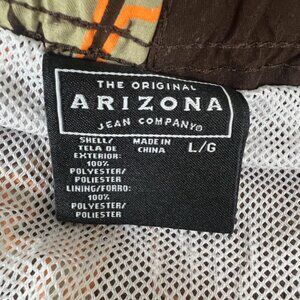 THE ORIGINAL
ARIZONA
JEAN COMPANY®
SHELL/
TELA DE
EXTERIOR:
100%
POLYESTER/
POLIESTER
LINING/FORRO:
100%
POLYESTER/
POLIESTER
MADE IN
CHINA
L/G